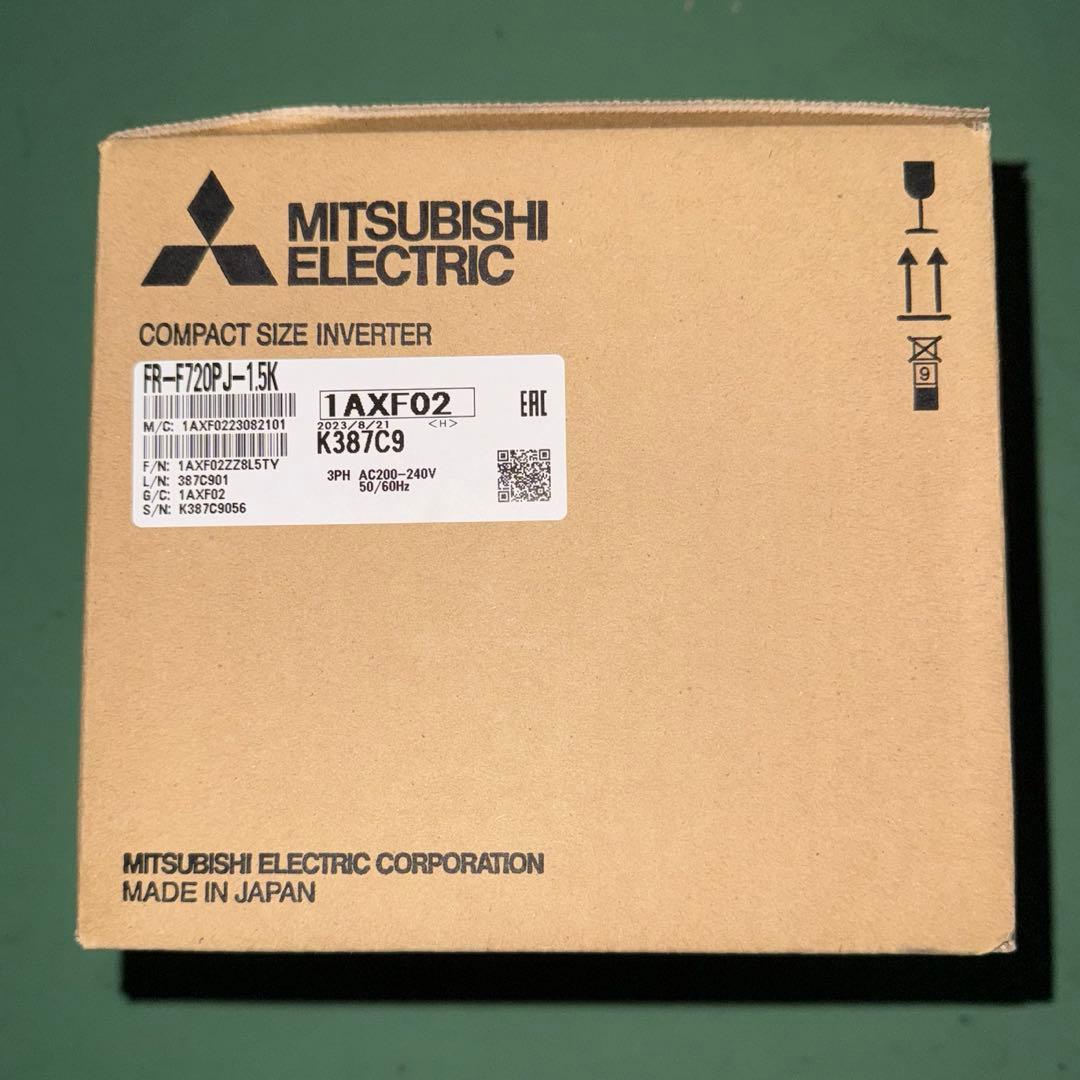 MITSUBISHI
ELECTRIC
COMPACT SIZE INVERTER
FR-F720PJ-1.5K
M/C: 1AXF0223082101
F/N: 1AXF02ZZ8L5TY
L/N: 387C901
G/C: 1AXF02
S/N: K387C9056
1AXF02
2023/8/21 <H>
K387C9
3PH AC200-240V
50/60Hz
EAC
9
MITSUBISHI ELECTRIC CORPORATION
MADE IN JAPAN